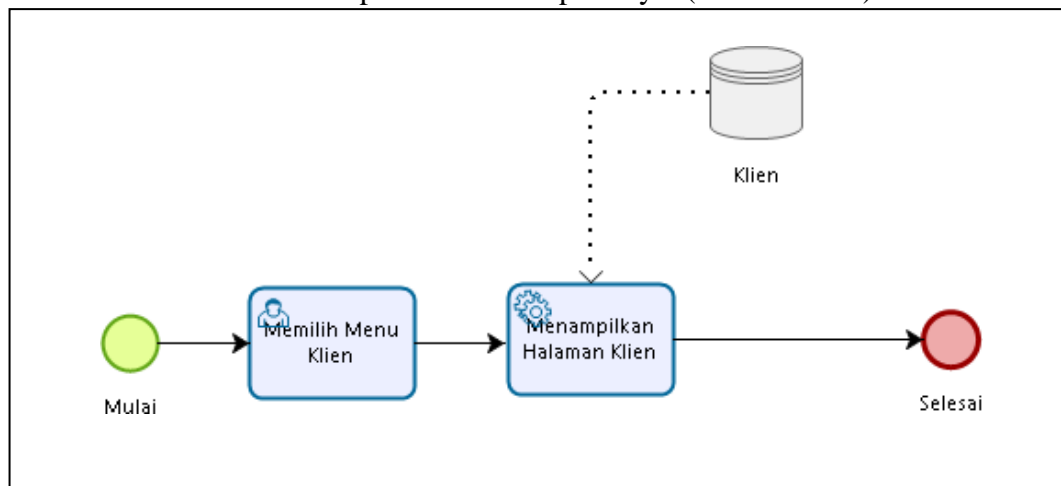 Klien
Memilih Menu
Klien
Menampilkan
Halaman Klien
Mulai
Selesai